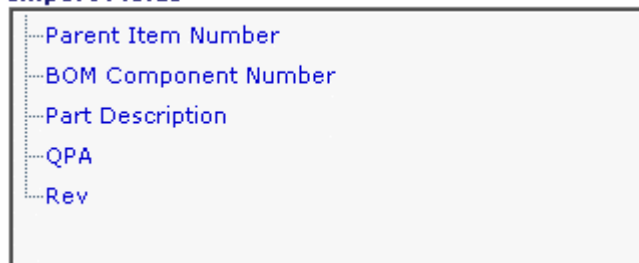 Parent Item Number
BOM Component Number
Part Description
QPA
Rev